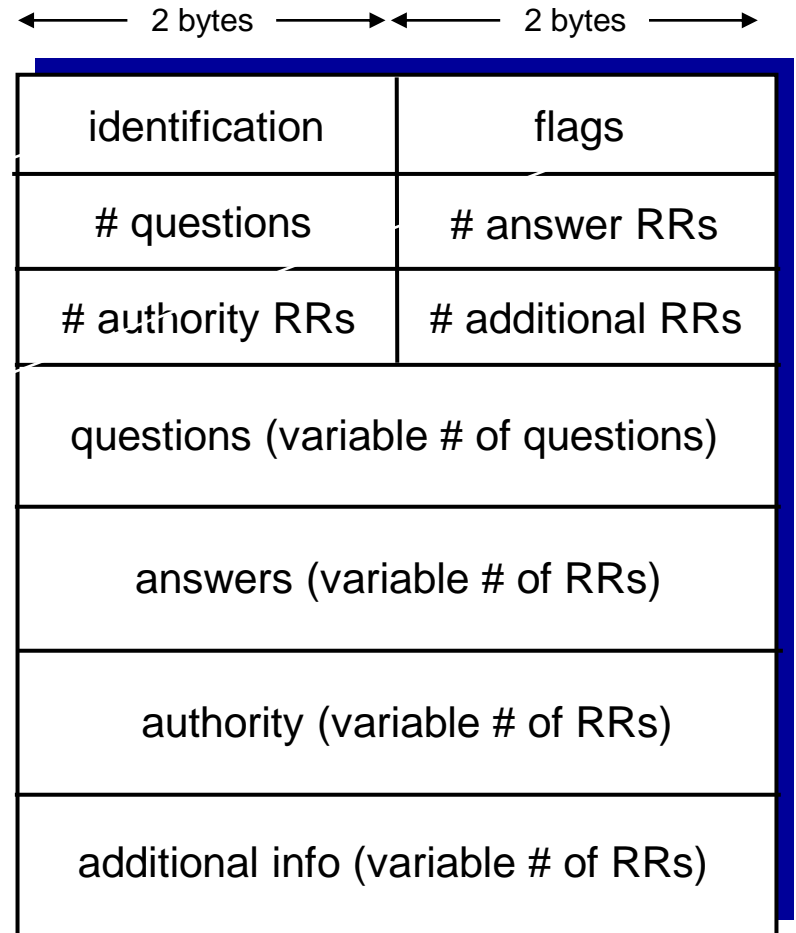 2 bytes 2 bytes
identification flags
# questions # answer RRs
# authority RRs # additional RRs
questions (variable # of questions)
answers (variable # of RRs)
authority (variable # of RRs)
additional info (variable # of RRs)